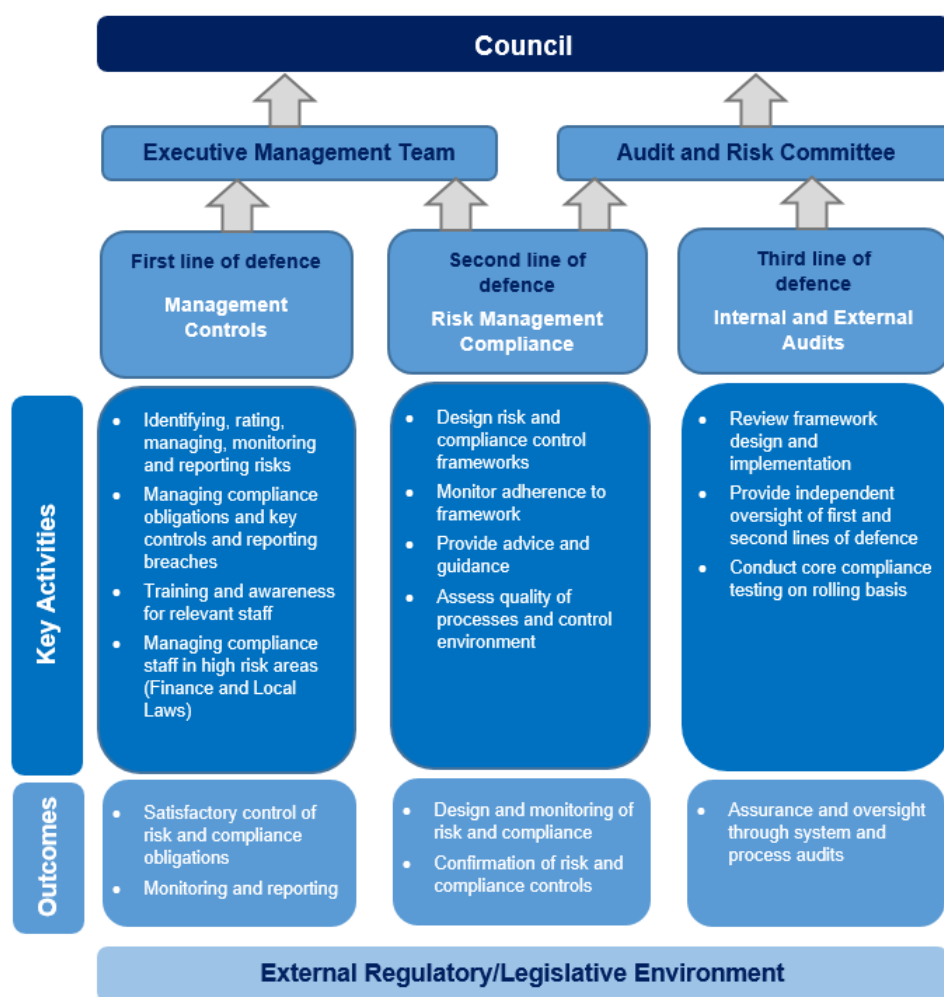 Council
Executive Management Team
Audit and Risk Committee
First line of defence
Management
Controls
Second line of
defence
Risk Management
Compliance
Third line of
defence
Internal and External
Audits
Key Activities
• Identifying, rating,
managing, monitoring
and reporting risks
• Managing compliance
obligations and key
controls and reporting
breaches
• Training and awareness
for relevant staff
• Managing compliance
staff in high risk areas
(Finance and Local
Laws)
• Design risk and
compliance control
frameworks
• Monitor adherence to
framework
• Provide advice and
guidance
• Assess quality of
processes and control
environment
• Review framework
design and
implementation
• Provide independent
oversight of first and
second lines of defence
• Conduct core compliance
testing on rolling basis
Outcomes
• Satisfactory control of
risk and compliance
obligations
• Monitoring and reporting
• Design and monitoring of
risk and compliance
• Confirmation of risk and
compliance controls
• Assurance and oversight
through system and
process audits
External Regulatory/Legislative Environment